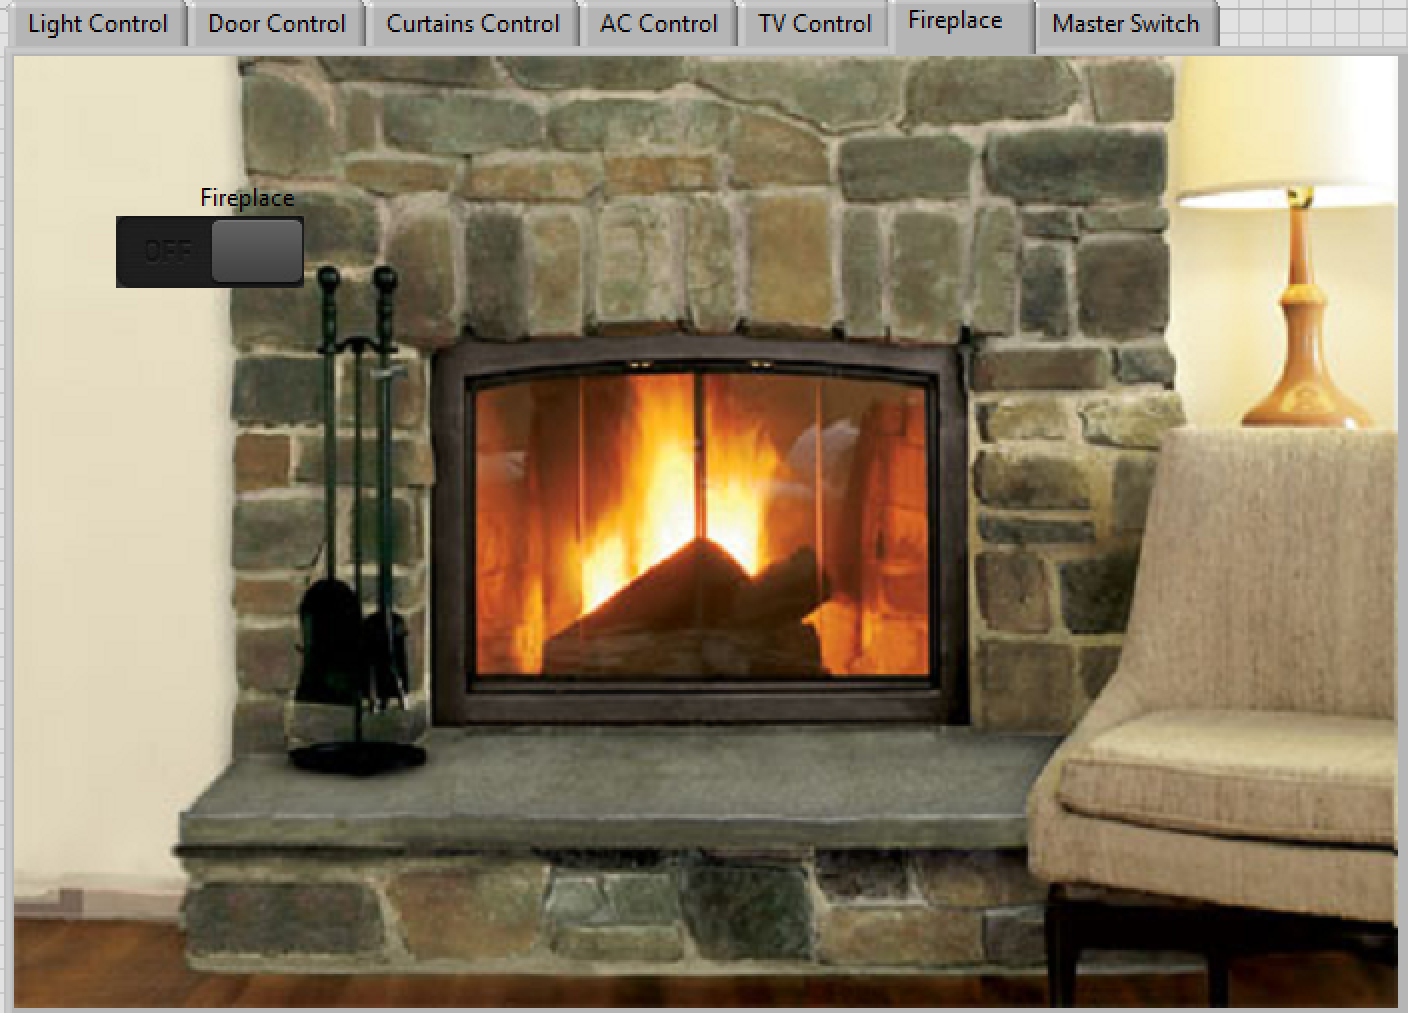 Light Control
Door Control
Curtains Control
AC Control
TV Control
Fireplace
Master Switch
Fireplace
OFF